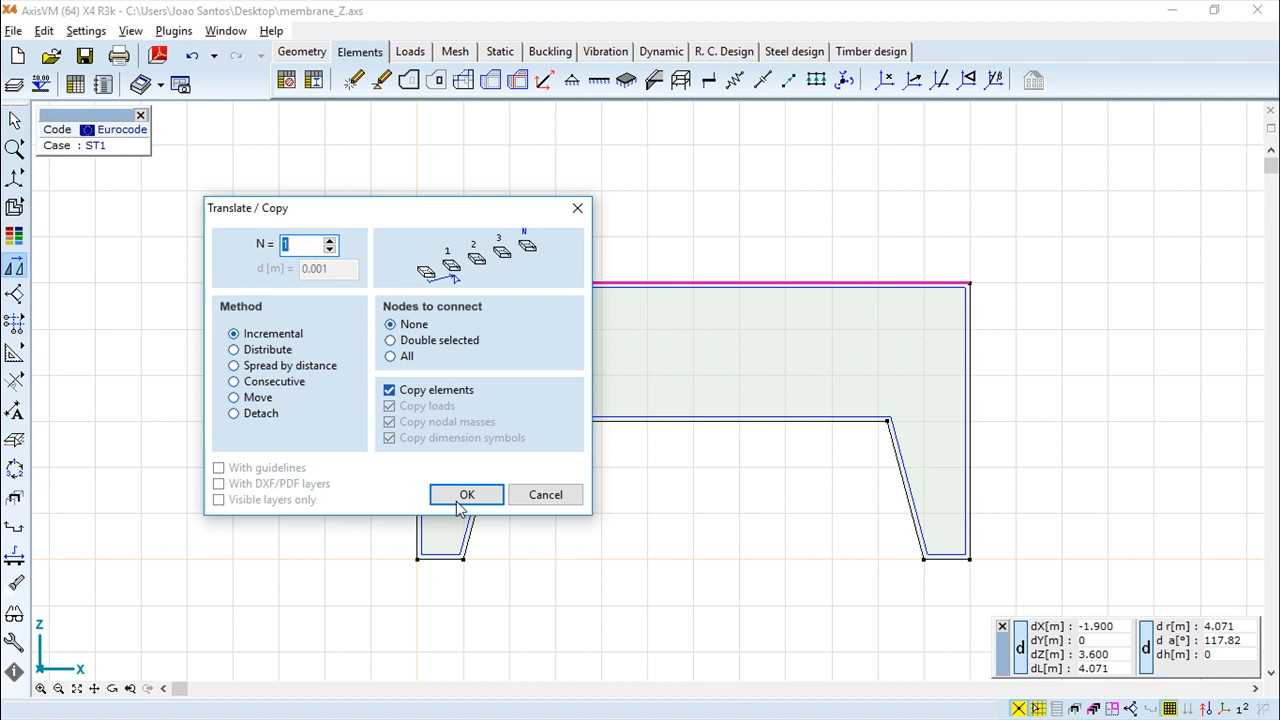 X4 AxisVM (64) X4 R3k - C:\Users\Joao Santos\Desktop\membrane_Z.axs
File Edit Settings View Plugins Window Help
Geometry Elements Loads Mesh Static Buckling Vibration Dynamic R. C. Design Steel design Timber design
Code Eurocode
Case : ST1
Translate / Copy
N = 1
d [m] = 0.001
1 2 3 N
Method
Incremental
Distribute
Spread by distance
Consecutive
Move
Detach
Nodes to connect
None
Double selected
All
Copy elements
Copy loads
Copy nodal masses
Copy dimension symbols
With guidelines
With DXF/PDF layers
Visible layers only
OK Cancel
Z
X
d
dX[m] : -1.900
dY[m] : 0
dZ[m] : 3.600
dL[m] : 4.071
d
d r[m] : 4.071
d a[°] : 117.82
dh[m] : 0